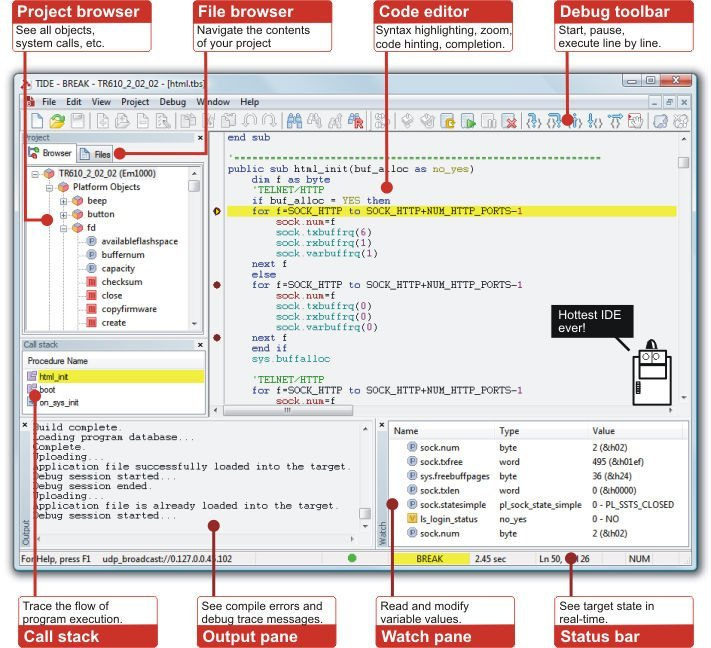 Project browser
See all objects,
system calls, etc.
File browser
Navigate the contents
of your project
Code editor
Syntax highlighting, zoom,
code hinting, completion.
Debug toolbar
Start, pause,
execute line by line.
TIDE - BREAK - TR610_2_02_02 - [html.tbs]
File Edit View Project Debug Window Help
Project
Browser Files
TR610_2_02_02 (Em1000)
Platform Objects
beep
button
fd
availableflashspace
buffernum
capacity
checksum
close
copyfirmware
create
end sub
public sub html_init(buf_alloc as no_yes)
dim f as byte
'TELNET/HTTP
if buf_alloc = YES then
for f=SOCK_HTTP to SOCK_HTTP+NUM_HTTP_PORTS-1
sock.num=f
sock.txbuffrq(6)
sock.rxbuffrq(1)
sock.varbuffrq(1)
next f
else
for f=SOCK_HTTP to SOCK_HTTP+NUM_HTTP_PORTS-1
sock.num=f
sock.txbuffrq(0)
sock.rxbuffrq(0)
sock.varbuffrq(0)
next f
end if
sys.buffalloc
'TELNET/HTTP
for f=SOCK_HTTP to SOCK_HTTP+NUM_HTTP_PORTS-1
sock.num=f
Hottest IDE
ever!
Call stack
Procedure Name
html_init
boot
on_sys_init
Build complete.
Loading program database...
Complete.
Uploading...
Application file successfully loaded into the target.
Debug session started...
Debug session ended.
Uploading...
Application file is already loaded into the target.
Debug session started...
Output
Name Type Value
sock.num byte 2 (&h02)
sock.txfree word 495 (&h01ef)
sys.freebuffpages byte 36 (&h24)
sock.txlen word 0 (&h0000)
sock.statesimple pl_sock_state_simple 0 - PL_SSTS_CLOSED
ls_login_status no_yes 0 - NO
sock.num byte 2 (&h02)
Watch
For Help, press F1 udp_broadcast://0.127.0.0.45.102 BREAK 2.45 sec Ln 50, 26 NUM
Trace the flow of
program execution.
Call stack
See compile errors and
debug trace messages.
Output pane
Read and modify
variable values.
Watch pane
See target state in
real-time.
Status bar